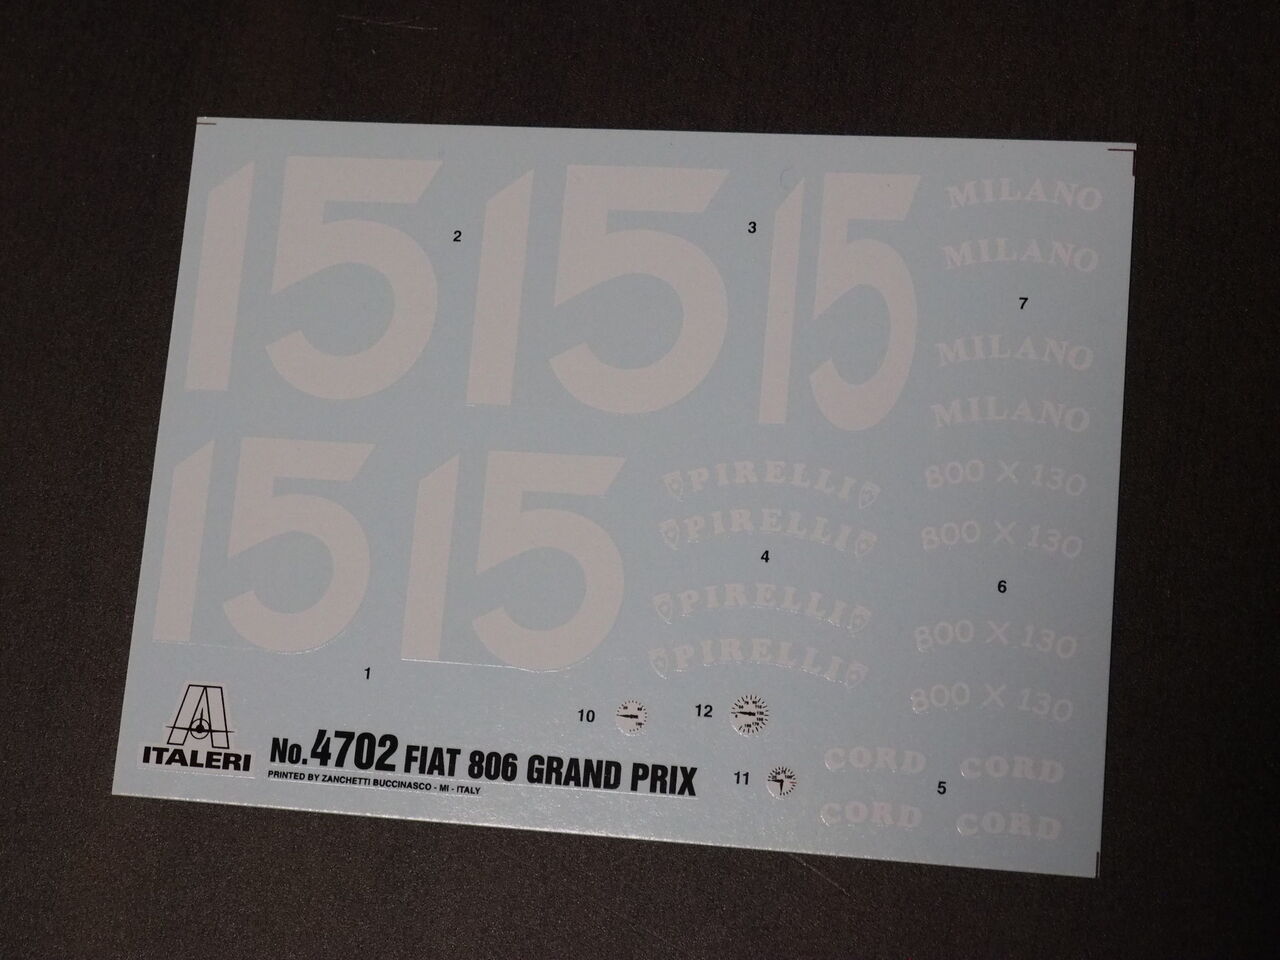 15 2 15 3 15
MILANO
MILANO
7
MILANO
MILANO
15 15
1
PIRELLI
PIRELLI
4
PIRELLI
PIRELLI
800 X 130
800 X 130
6
800 X 130
800 X 130
10 12
11
CORD CORD
5
CORD CORD
ITALERI
No.4702 FIAT 806 GRAND PRIX
PRINTED BY ZANCHETTI BUCCINASCO - MI - ITALY